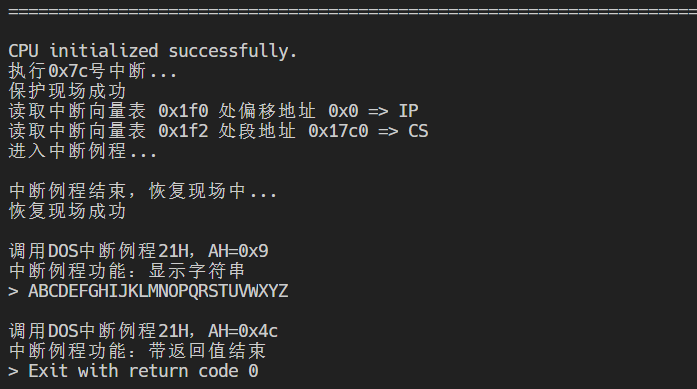 ================================================================================
CPU initialized successfully.
执行0x7c号中断...
保护现场成功
读取中断向量表 0x1f0 处偏移地址 0x0 => IP
读取中断向量表 0x1f2 处段地址 0x17c0 => CS
进入中断例程...
中断例程结束，恢复现场中...
恢复现场成功
调用DOS中断例程21H，AH=0x9
中断例程功能：显示字符串
> ABCDEFGHIJKLMNOPQRSTUVWXYZ
调用DOS中断例程21H，AH=0x4c
中断例程功能：带返回值结束
> Exit with return code 0